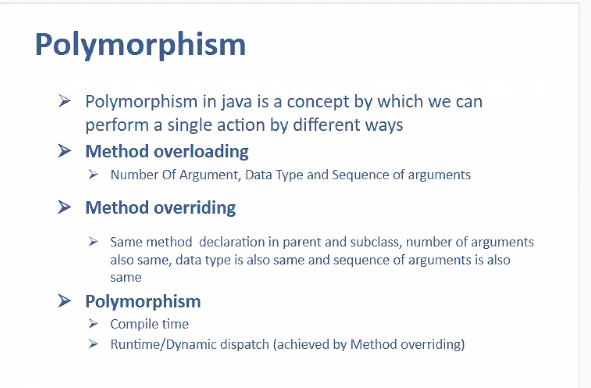 Polymorphism
Polymorphism in java is a concept by which we can
perform a single action by different ways
Method overloading
Number Of Argument, Data Type and Sequence of arguments
Method overriding
Same method declaration in parent and subclass, number of arguments
also same, data type is also same and sequence of arguments is also
same
Polymorphism
Compile time
Runtime/Dynamic dispatch (achieved by Method overriding)